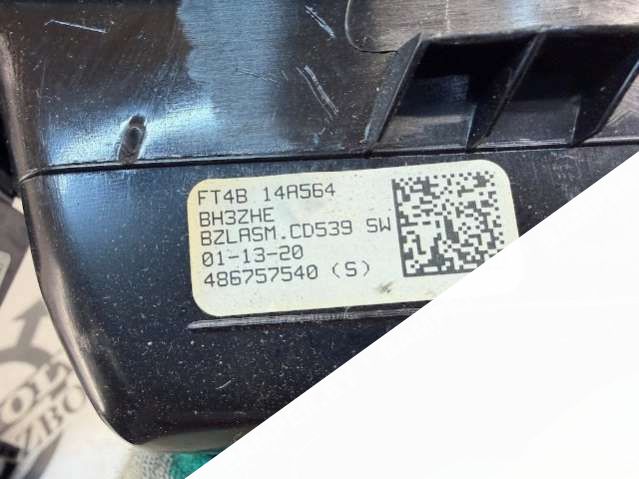 FT4B 14A564
BH3ZHE
BZLASM.CD539 SW
01-13-20
486757540 (S)